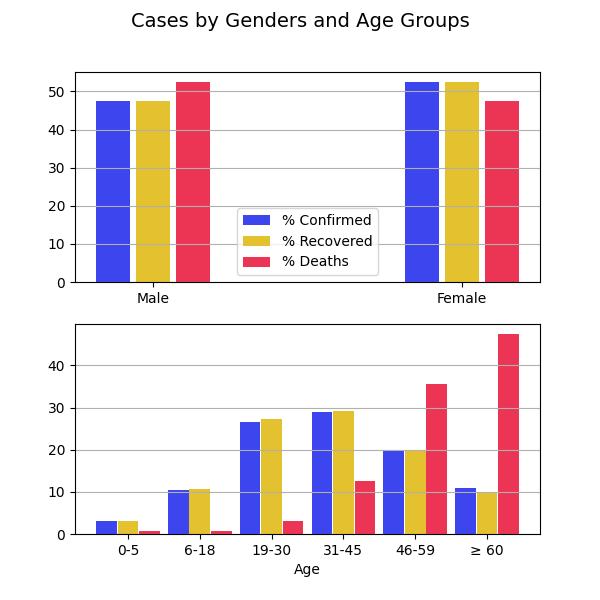 Cases by Genders and Age Groups
50
40
30
20
10
0
% Confirmed
% Recovered
% Deaths
Male Female
40
30
20
10
0
0-5 6-18 19-30 31-45 46-59 ≥ 60
Age